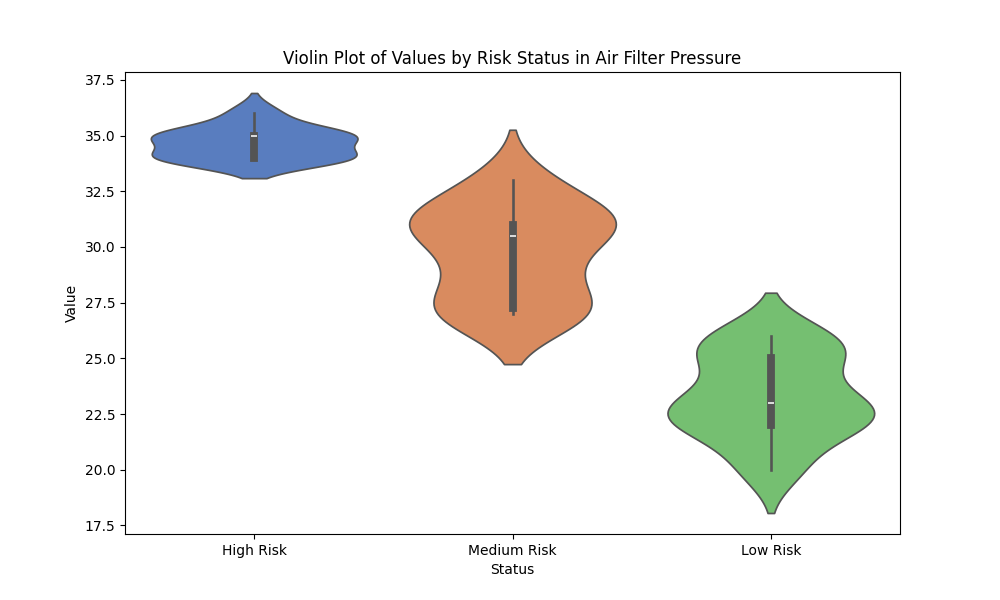 Violin Plot of Values by Risk Status in Air Filter Pressure
37.5
35.0
32.5
30.0
27.5
25.0
22.5
20.0
17.5
Value
High Risk
Medium Risk
Low Risk
Status